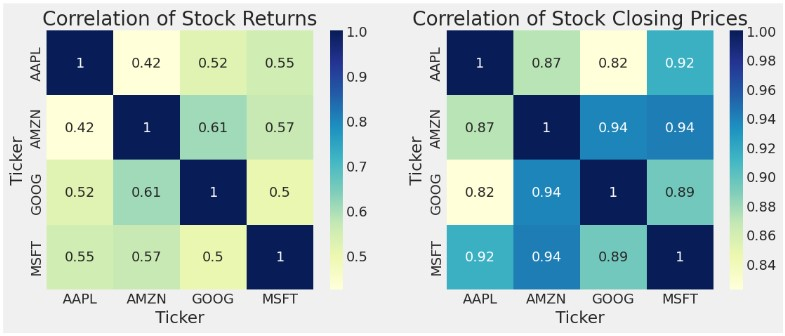 Correlation of Stock Returns
AAPL 1 0.42 0.52 0.55
AMZN 0.42 1 0.61 0.57
GOOG 0.52 0.61 1 0.5
MSFT 0.55 0.57 0.5 1
Ticker
AAPL AMZN GOOG MSFT
Ticker
1.0
0.9
0.8
0.7
0.6
0.5
Correlation of Stock Closing Prices
AAPL 1 0.87 0.82 0.92
AMZN 0.87 1 0.94 0.94
GOOG 0.82 0.94 1 0.89
MSFT 0.92 0.94 0.89 1
Ticker
AAPL AMZN GOOG MSFT
Ticker
1.00
0.98
0.96
0.94
0.92
0.90
0.88
0.86
0.84